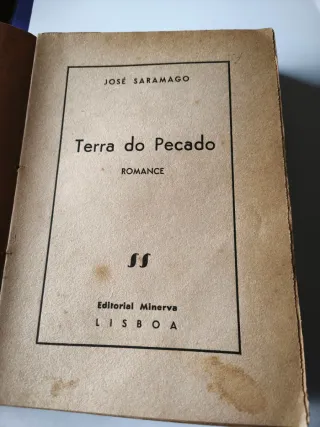 JOSÉ SARAMAGO
Terra do Pecado
ROMANCE
Editorial Minerva
LISBOA